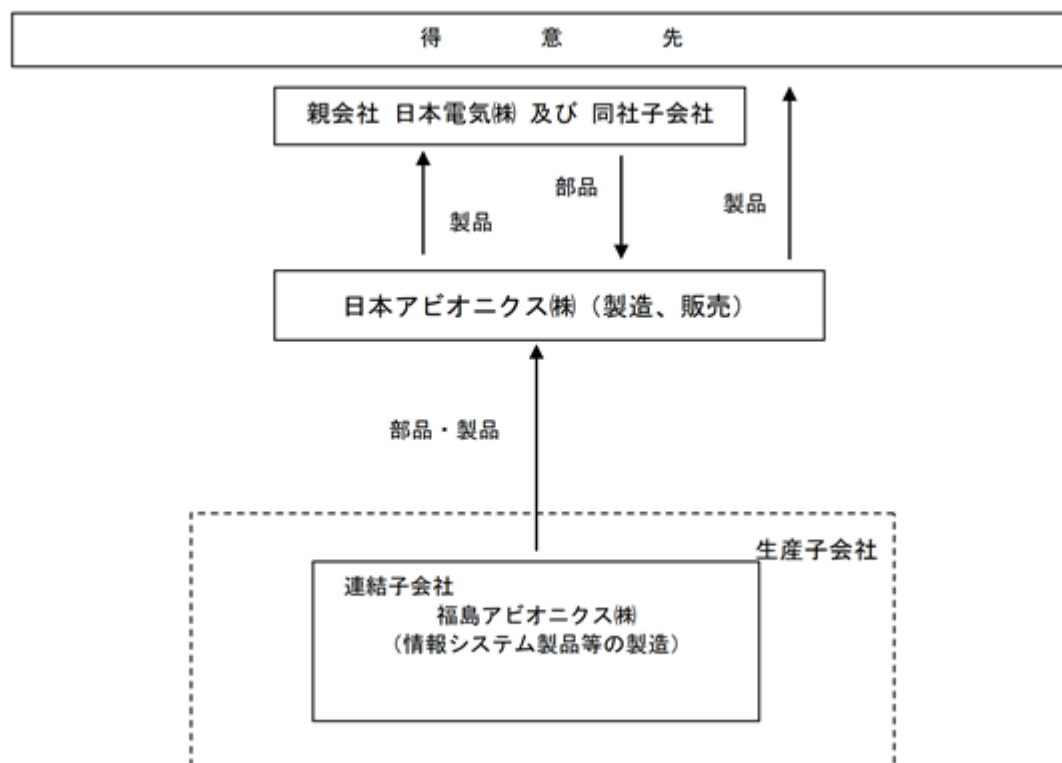 得意先
親会社 日本電気㈱ 及び 同社子会社
部品
製品
製品
日本アビオニクス㈱（製造、販売）
部品・製品
生産子会社
連結子会社
福島アビオニクス㈱
（情報システム製品等の製造）